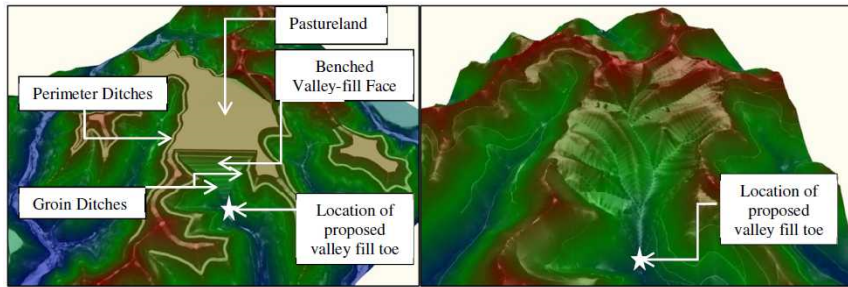 Pastureland
Benched
Valley-fill Face
Perimeter Ditches
Groin Ditches
Location of
proposed
valley fill toe
Location of
proposed
valley fill toe